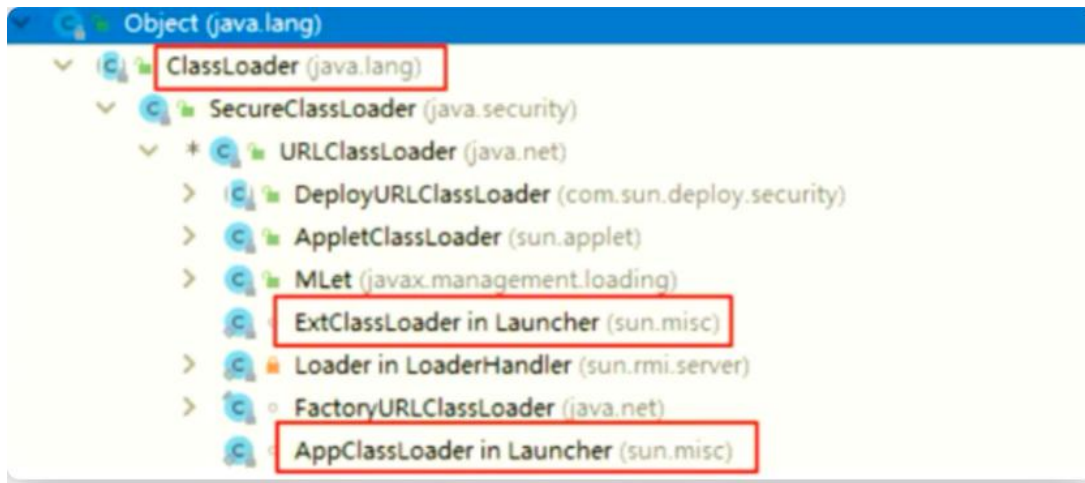 Object (java.lang)
ClassLoader (java.lang)
SecureClassLoader (java.security)
* URLClassLoader (java.net)
DeployURLClassLoader (com.sun.deploy.security)
AppletClassLoader (sun.applet)
MLet (javax.management.loading)
ExtClassLoader in Launcher (sun.misc)
Loader in LoaderHandler (sun.rmi.server)
FactoryURLClassLoader (java.net)
AppClassLoader in Launcher (sun.misc)